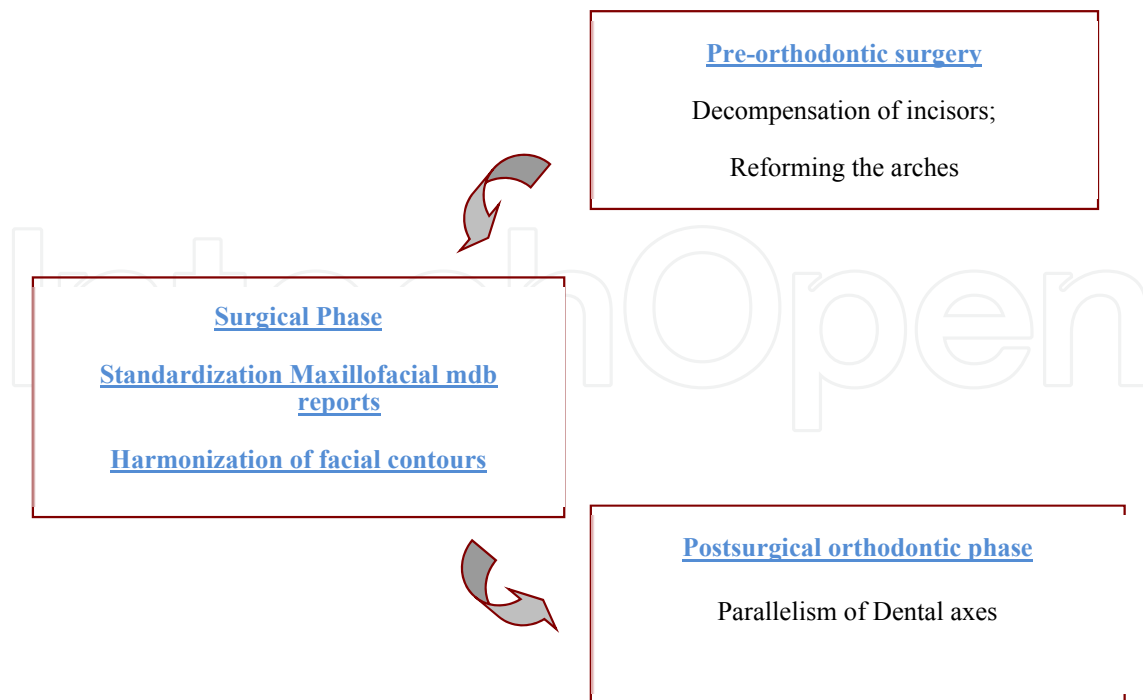 Pre-orthodontic surgery
Decompensation of incisors;
Reforming the arches
IntechOpen
Surgical Phase
Standardization Maxillofacial mdb
reports
Harmonization of facial contours
Postsurgical orthodontic phase
Parallelism of Dental axes